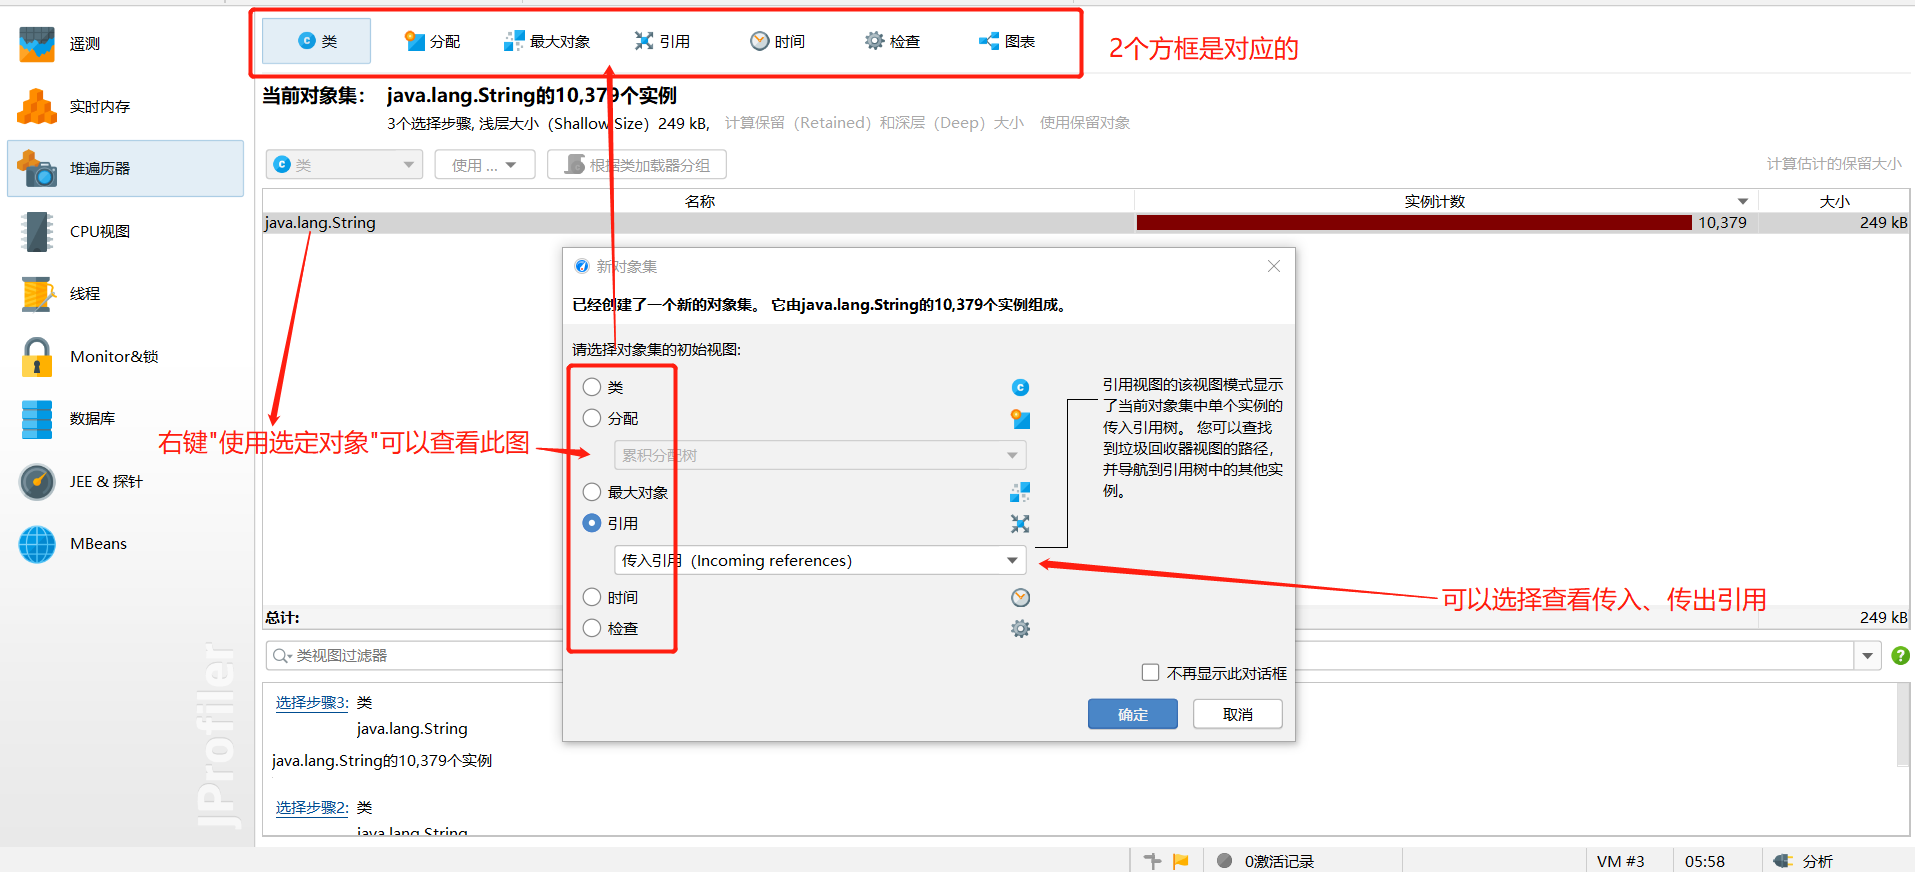 遥测
实时内存
堆遍历器
CPU视图
线程
Monitor&锁
数据库
JEE & 探针
MBeans
JProfiler
类
分配
最大对象
引用
时间
检查
图表
2个方框是对应的
当前对象集： java.lang.String的10,379个实例
3个选择步骤, 浅层大小（Shallow Size）249 kB, 计算保留（Retained）和深层（Deep）大小 使用保留对象
类
使用 ...
根据类加载器分组
计算估计的保留大小
名称 实例计数 大小
java.lang.String 10,379 249 kB
右键"使用选定对象"可以查看此图
新对象集
已经创建了一个新的对象集。 它由java.lang.String的10,379个实例组成。
请选择对象集的初始视图:
类
分配
累积分配树
最大对象
引用
传入引用（Incoming references）
时间
检查
引用视图的该视图模式显示
了当前对象集中单个实例的
传入引用树。 您可以查找
到垃圾回收器视图的路径，
并导航到引用树中的其他实
例。
不再显示此对话框
确定
取消
可以选择查看传入、传出引用
总计: 249 kB
类视图过滤器
选择步骤3: 类
java.lang.String
java.lang.String的10,379个实例
选择步骤2: 类
java.lang.String
0激活记录
VM #3
05:58
分析